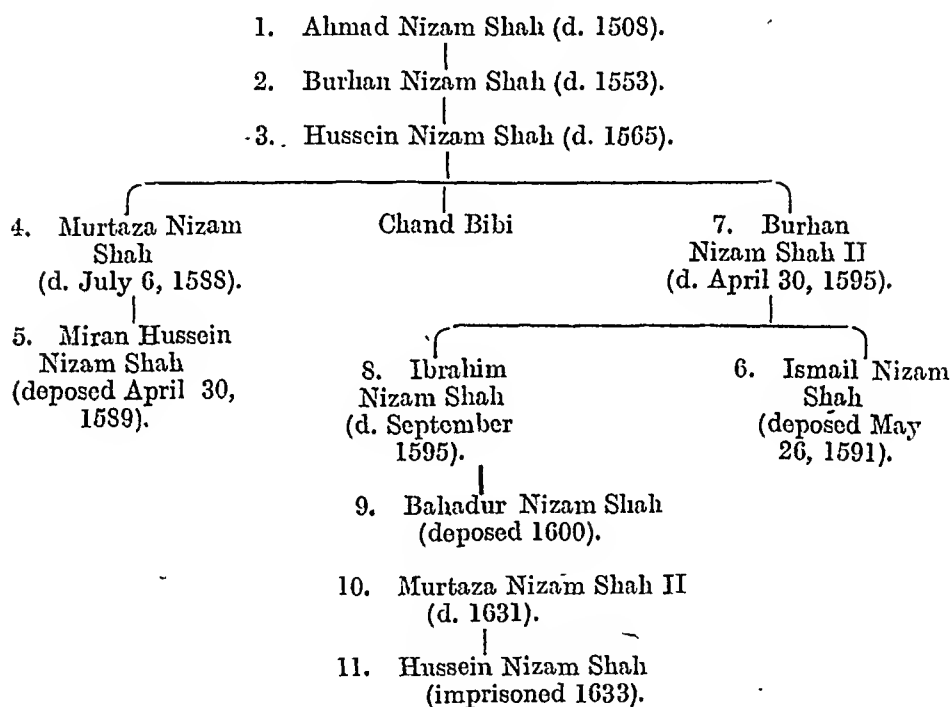 1. Ahmad Nizam Shah (d. 1508).
2. Burhan Nizam Shah (d. 1553).
3. Hussein Nizam Shah (d. 1565).
4. Murtaza Nizam
Shah
(d. July 6, 1588).
Chand Bibi
7. Burhan
Nizam Shah II
(d. April 30, 1595).
5. Miran Hussein
Nizam Shah
(deposed April 30,
1589).
8. Ibrahim
Nizam Shah
(d. September
1595).
6. Ismail Nizam
Shah
(deposed May
26, 1591).
9. Bahadur Nizam Shah
(deposed 1600).
10. Murtaza Nizam Shah II
(d. 1631).
11. Hussein Nizam Shah
(imprisoned 1633).